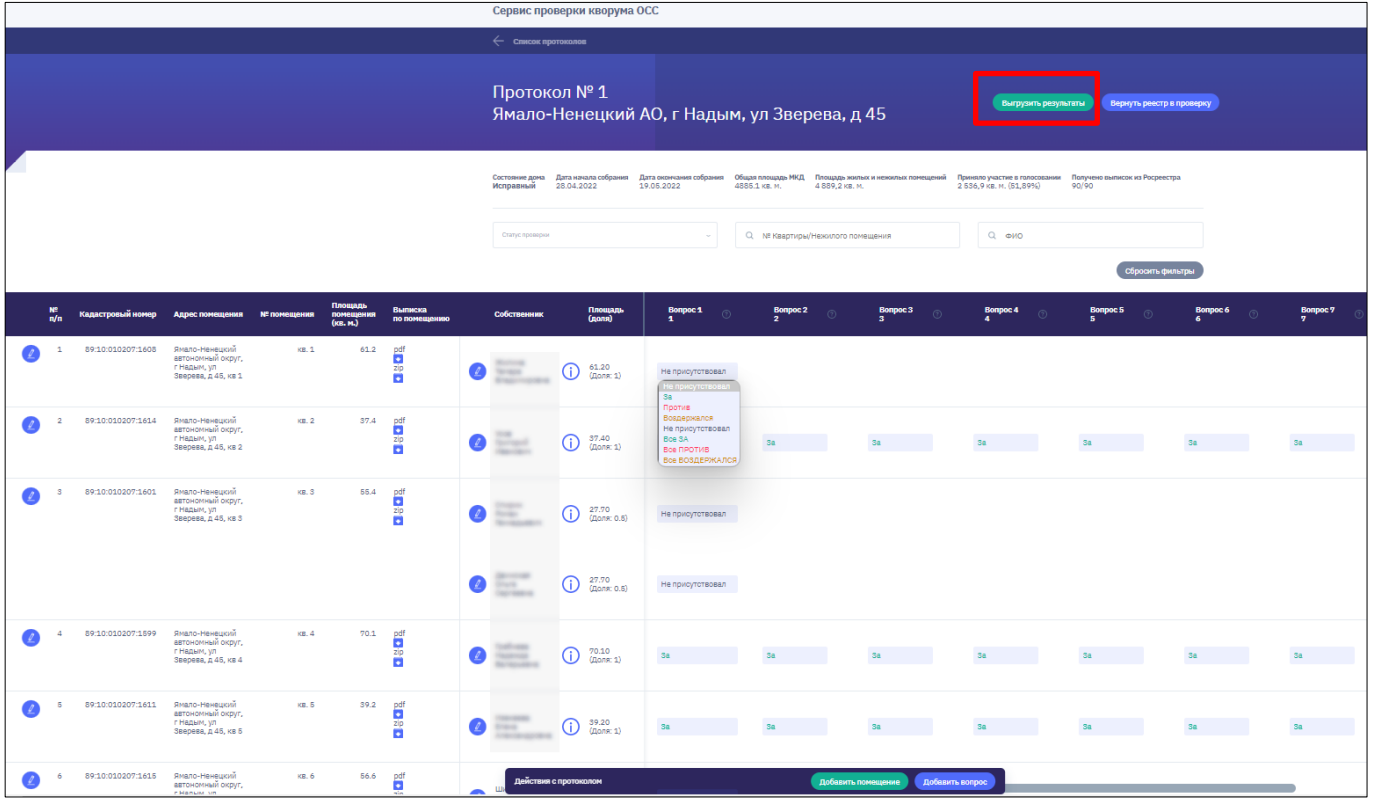 Сервис проверки кворума ОСС
Список протоколов
Протокол № 1
Ямало-Ненецкий АО, г Надым, ул Зверева, д 45
Выгрузить результаты
Вернуть реестр в проверку
Состояние дома Дата начала собрания Дата окончания собрания Общая площадь МКД Площадь жилых и нежилых помещений Приняло участие в голосовании Получено выписок из Росреестра
Исправный 28.04.2022 19.05.2022 4885.1 кв. м. 4 889,2 кв. м. 2 536,9 кв. м. (51,89%) 90/90
Статус проверки
№ Квартиры/Нежилого помещения
ФИО
Сбросить фильтры
№ п/п Кадастровый номер Адрес помещения № помещения Площадь помещения (кв. м.) Выписка по помещению Собственник Площадь (доля) Вопрос 1 Вопрос 2 Вопрос 3 Вопрос 4 Вопрос 5 Вопрос 6 Вопрос 7
1 2 3 4 5 6 7
1 89:10:010207:1608 Ямало-Ненецкий кв. 1 61.2 pdf
автономный округ,
г Надым, ул zip 61.20 Не присутствовал
Зверева, д 45, кв 1 (Доля: 1)
Не присутствовал
За
Против
Воздержался
Не присутствовал
Все ЗА
Все ПРОТИВ
Все ВОЗДЕРЖАЛСЯ
2 89:10:010207:1614 Ямало-Ненецкий кв. 2 37.4 pdf
автономный округ,
г Надым, ул zip 37.40 За За За За За За
Зверева, д 45, кв 2 (Доля: 1)
3 89:10:010207:1601 Ямало-Ненецкий кв. 3 55.4 pdf
автономный округ,
г Надым, ул zip 27.70 Не присутствовал
Зверева, д 45, кв 3 (Доля: 0.5)
27.70 Не присутствовал
(Доля: 0.5)
4 89:10:010207:1599 Ямало-Ненецкий кв. 4 70.1 pdf
автономный округ,
г Надым, ул zip 70.10 За За За За За За За
Зверева, д 45, кв 4 (Доля: 1)
5 89:10:010207:1611 Ямало-Ненецкий кв. 5 39.2 pdf
автономный округ,
г Надым, ул zip 39.20 За За За За За За За
Зверева, д 45, кв 5 (Доля: 1)
6 89:10:010207:1615 Ямало-Ненецкий кв. 6 56.6 pdf
автономный округ,
г Надым, ул zip
Действия с протоколом
Добавить помещение
Добавить вопрос